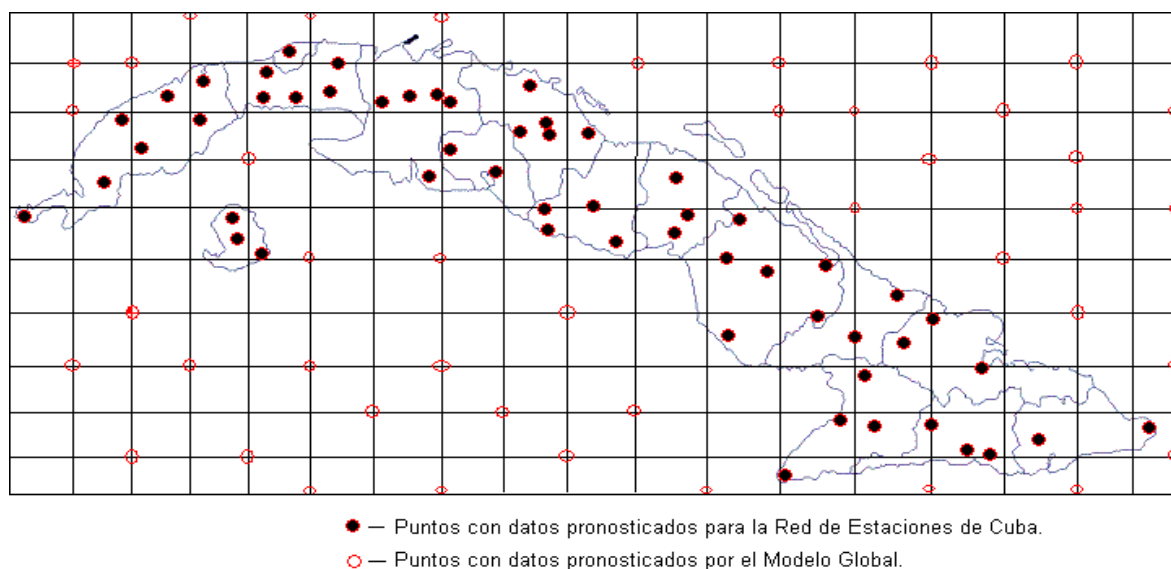 — Puntos con datos pronosticados para la Red de Estaciones de Cuba.
— Puntos con datos pronosticados por el Modelo Global.